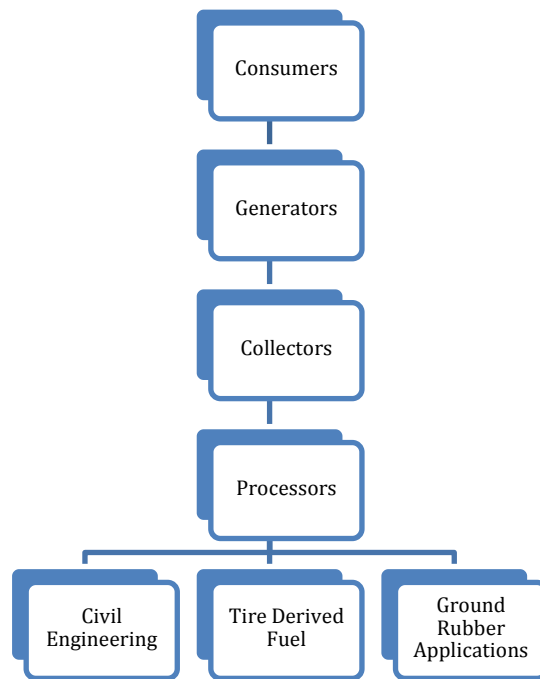 Consumers
Generators
Collectors
Processors
Civil
Engineering
Tire Derived
Fuel
Ground
Rubber
Applications